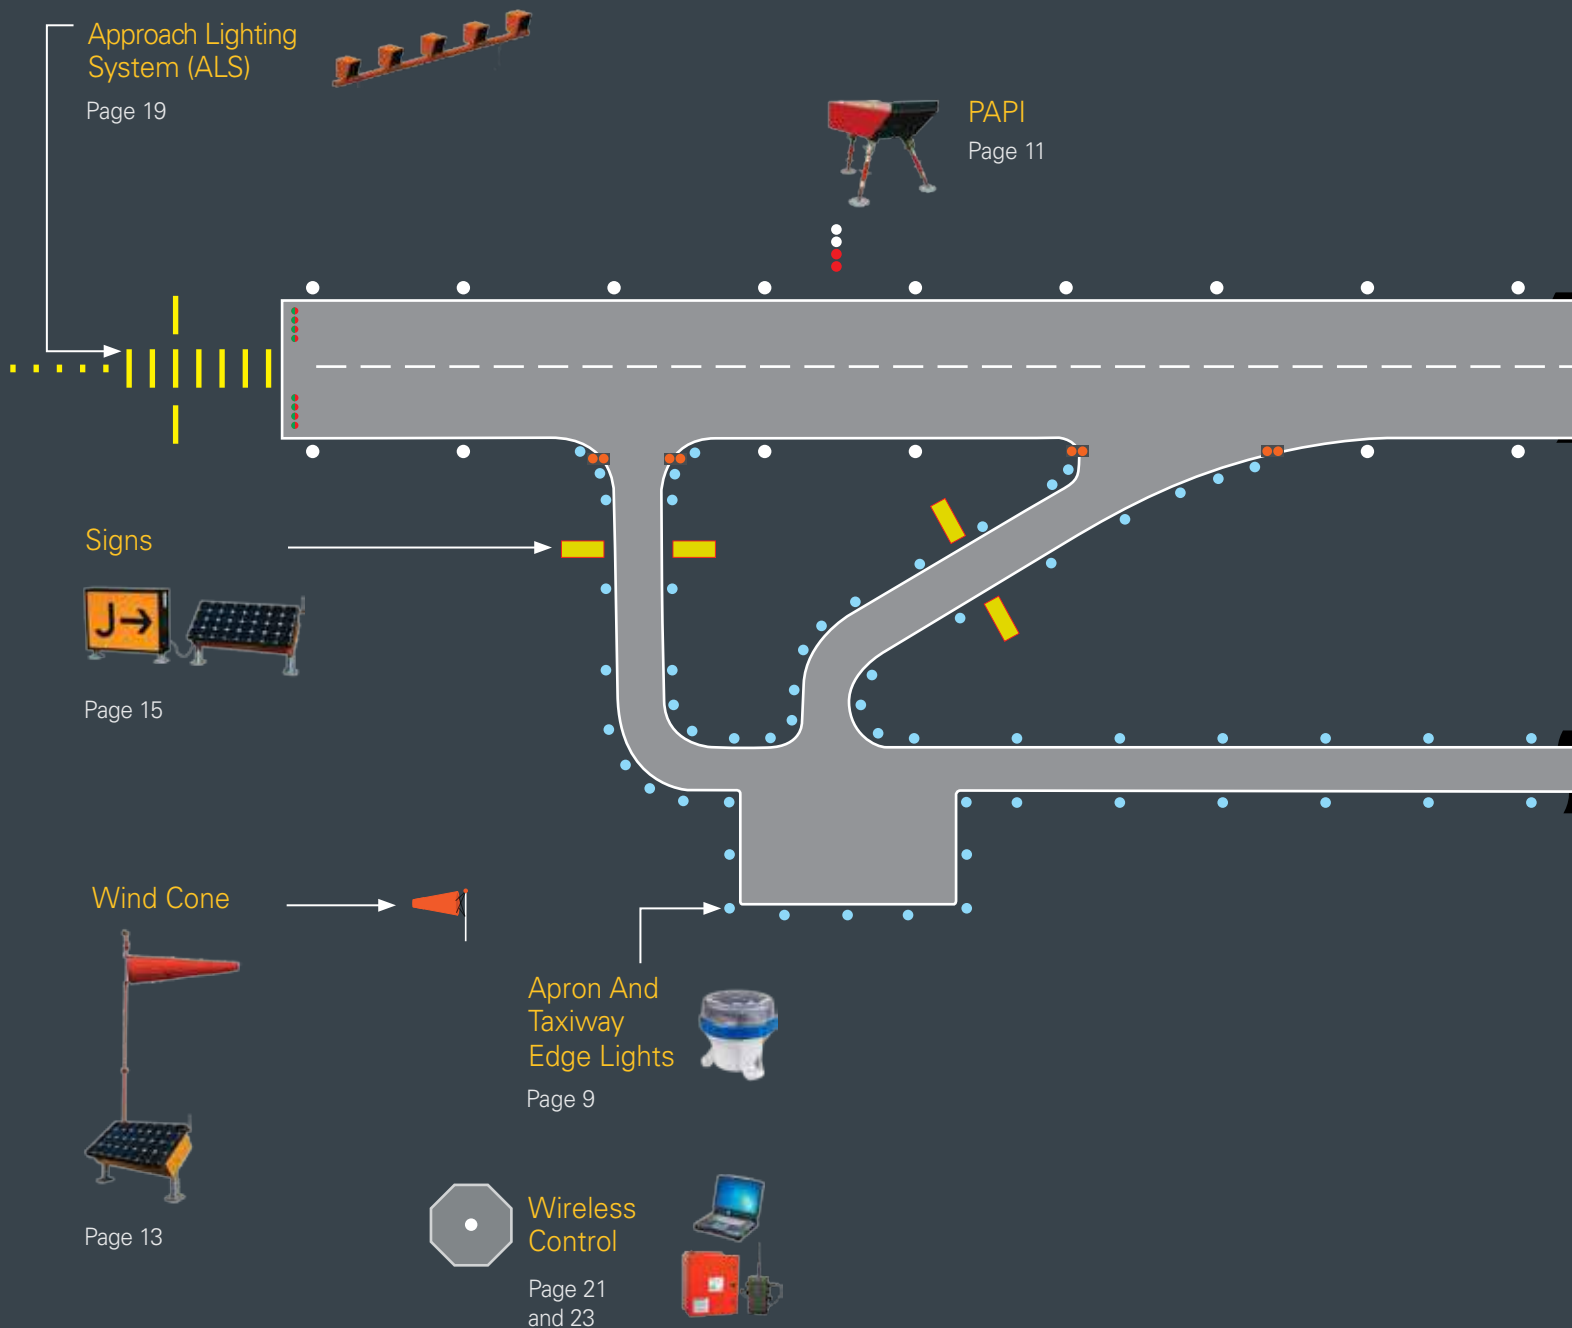 Approach Lighting
System (ALS)
Page 19
PAPI
Page 11
Signs
J→
Page 15
Wind Cone
Page 13
Apron And
Taxiway
Edge Lights
Page 9
Wireless
Control
Page 21
and 23